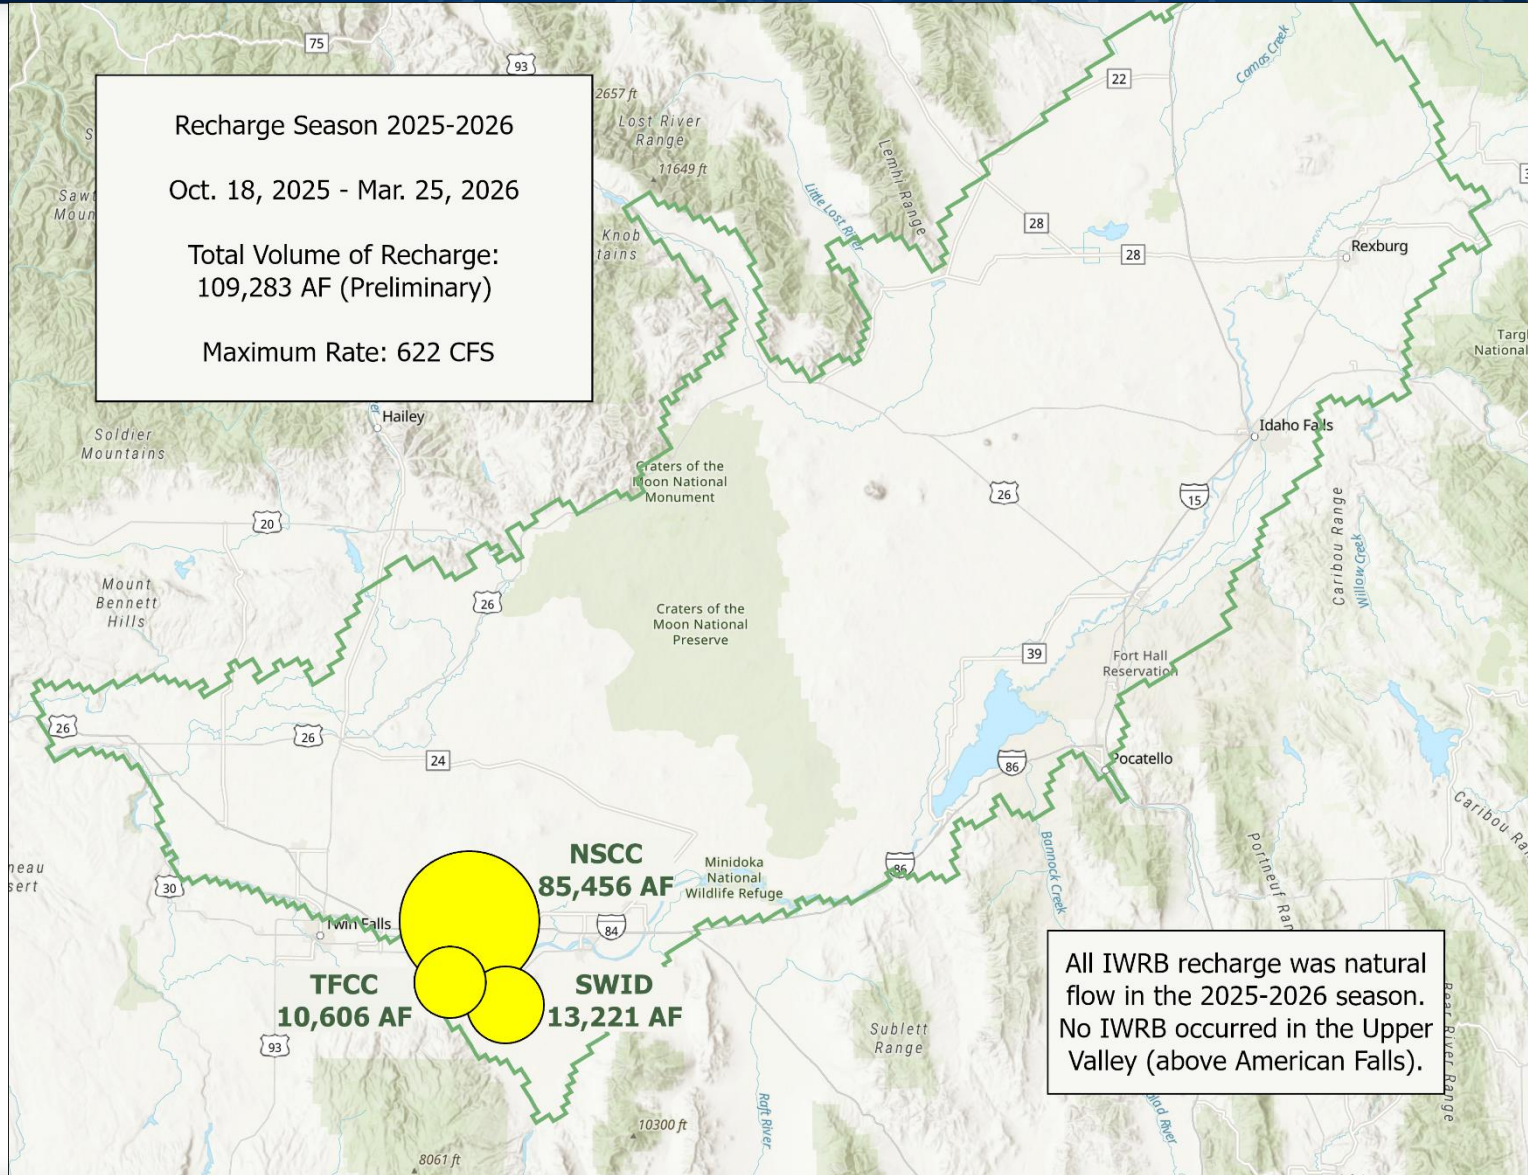 75
93
22
Camas Creek
2657 ft
Lost River
Range
11649 ft
Lemhi Range
Little Lost River
Recharge Season 2025-2026
Oct. 18, 2025 - Mar. 25, 2026
Total Volume of Recharge:
109,283 AF (Preliminary)
Maximum Rate: 622 CFS
Knob
28
28
Rexburg
Hailey
Soldier
Mountains
Idaho Falls
Craters of the
Moon National
Monument
26
15
20
Caribou Range
Willow Creek
Mount
Bennett
Hills
26
Craters of the
Moon National
Preserve
39
Fort Hall
Reservation
26
26
24
86
Pocatello
Caribou
Portneuf
Bannock Creek
NSCC
85,456 AF
Minidoka
National
Wildlife Refuge
86
30
Twin Falls
84
TFCC
10,606 AF
SWID
13,221 AF
93
All IWRB recharge was natural
flow in the 2025-2026 season.
No IWRB occurred in the Upper
Valley (above American Falls).
Sublett
Range
Bear River Range
Raft River
River
10300 ft
8061 ft